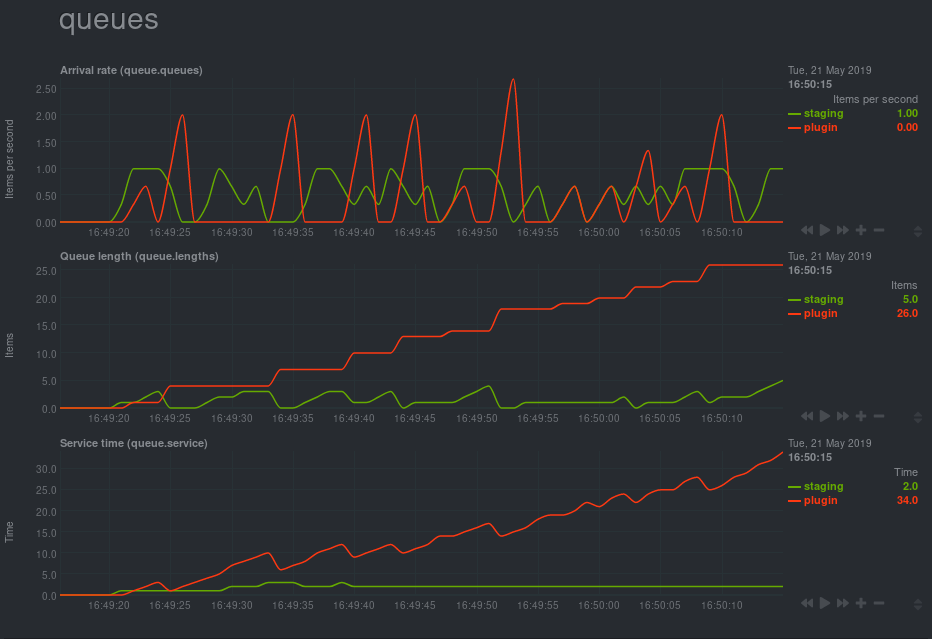 queues
Arrival rate (queue.queues)
Tue, 21 May 2019
16:50:15
Items per second
staging 1.00
plugin 0.00
Items per second
2.50
2.00
1.50
1.00
0.50
0.00
16:49:20 16:49:25 16:49:30 16:49:35 16:49:40 16:49:45 16:49:50 16:49:55 16:50:00 16:50:05 16:50:10
Queue length (queue.lengths)
Tue, 21 May 2019
16:50:15
Items
staging 5.0
plugin 26.0
Items
25.0
20.0
15.0
10.0
5.0
0.0
16:49:20 16:49:25 16:49:30 16:49:35 16:49:40 16:49:45 16:49:50 16:49:55 16:50:00 16:50:05 16:50:10
Service time (queue.service)
Tue, 21 May 2019
16:50:15
Time
staging 2.0
plugin 34.0
Time
30.0
25.0
20.0
15.0
10.0
5.0
0.0
16:49:20 16:49:25 16:49:30 16:49:35 16:49:40 16:49:45 16:49:50 16:49:55 16:50:00 16:50:05 16:50:10